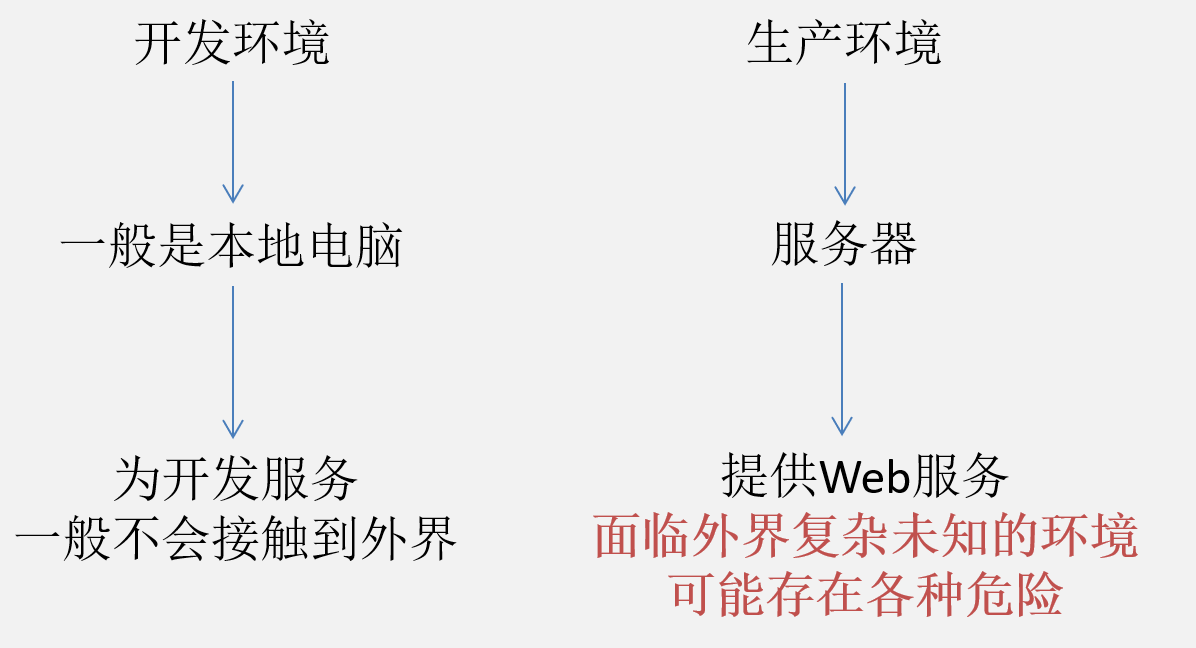 开发环境
一般是本地电脑
为开发服务
一般不会接触到外界
生产环境
服务器
提供Web服务
面临外界复杂未知的环境
可能存在各种危险